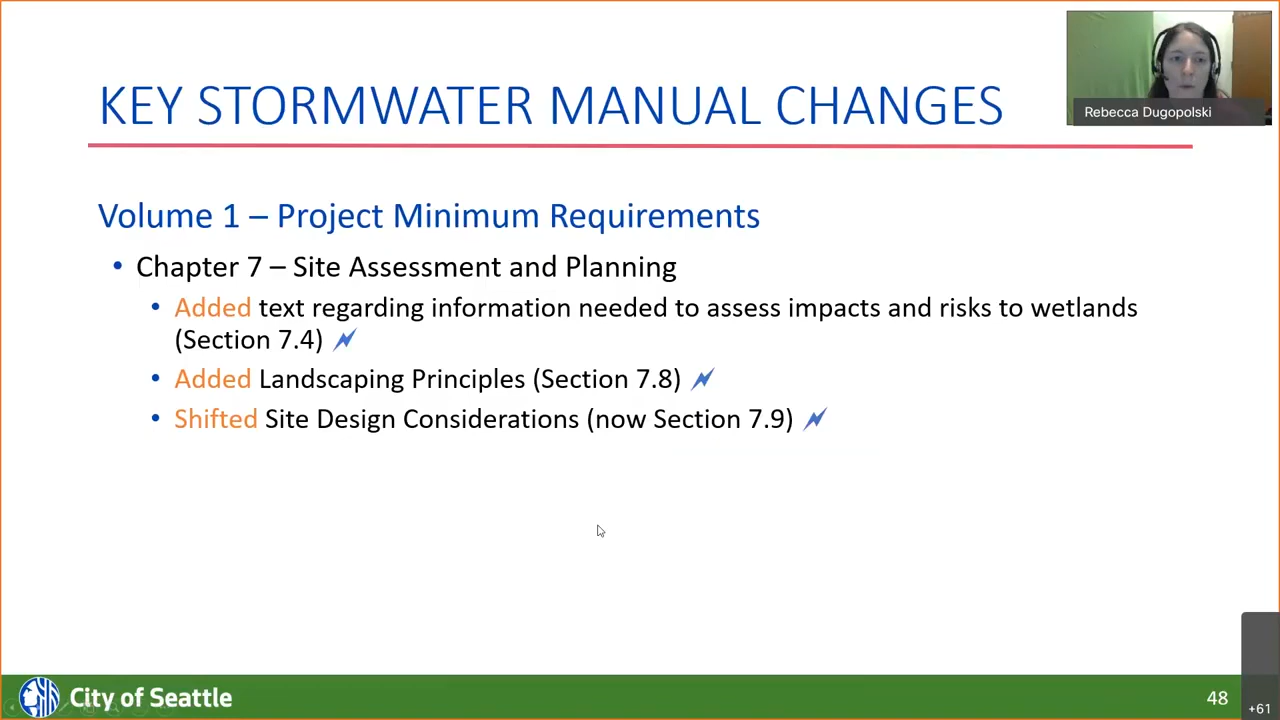 KEY STORMWATER MANUAL CHANGES
Rebecca Dugopolski
Volume 1 – Project Minimum Requirements
• Chapter 7 – Site Assessment and Planning
• Added text regarding information needed to assess impacts and risks to wetlands
(Section 7.4)
• Added Landscaping Principles (Section 7.8)
• Shifted Site Design Considerations (now Section 7.9)
City of Seattle
48
+61